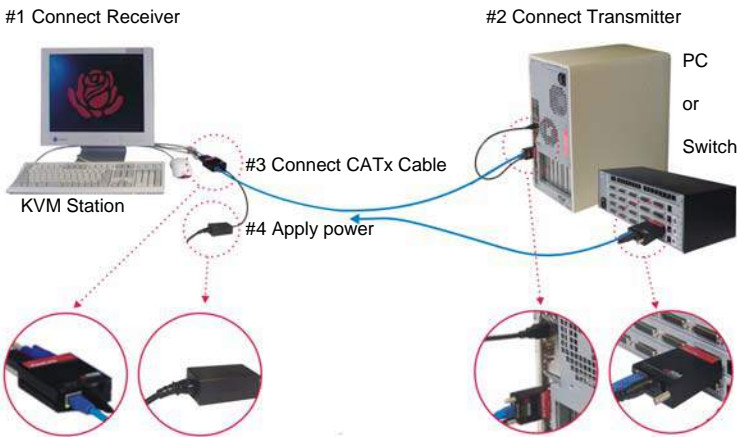 #1 Connect Receiver
#2 Connect Transmitter
PC
or
Switch
#3 Connect CATx Cable
KVM Station
#4 Apply power